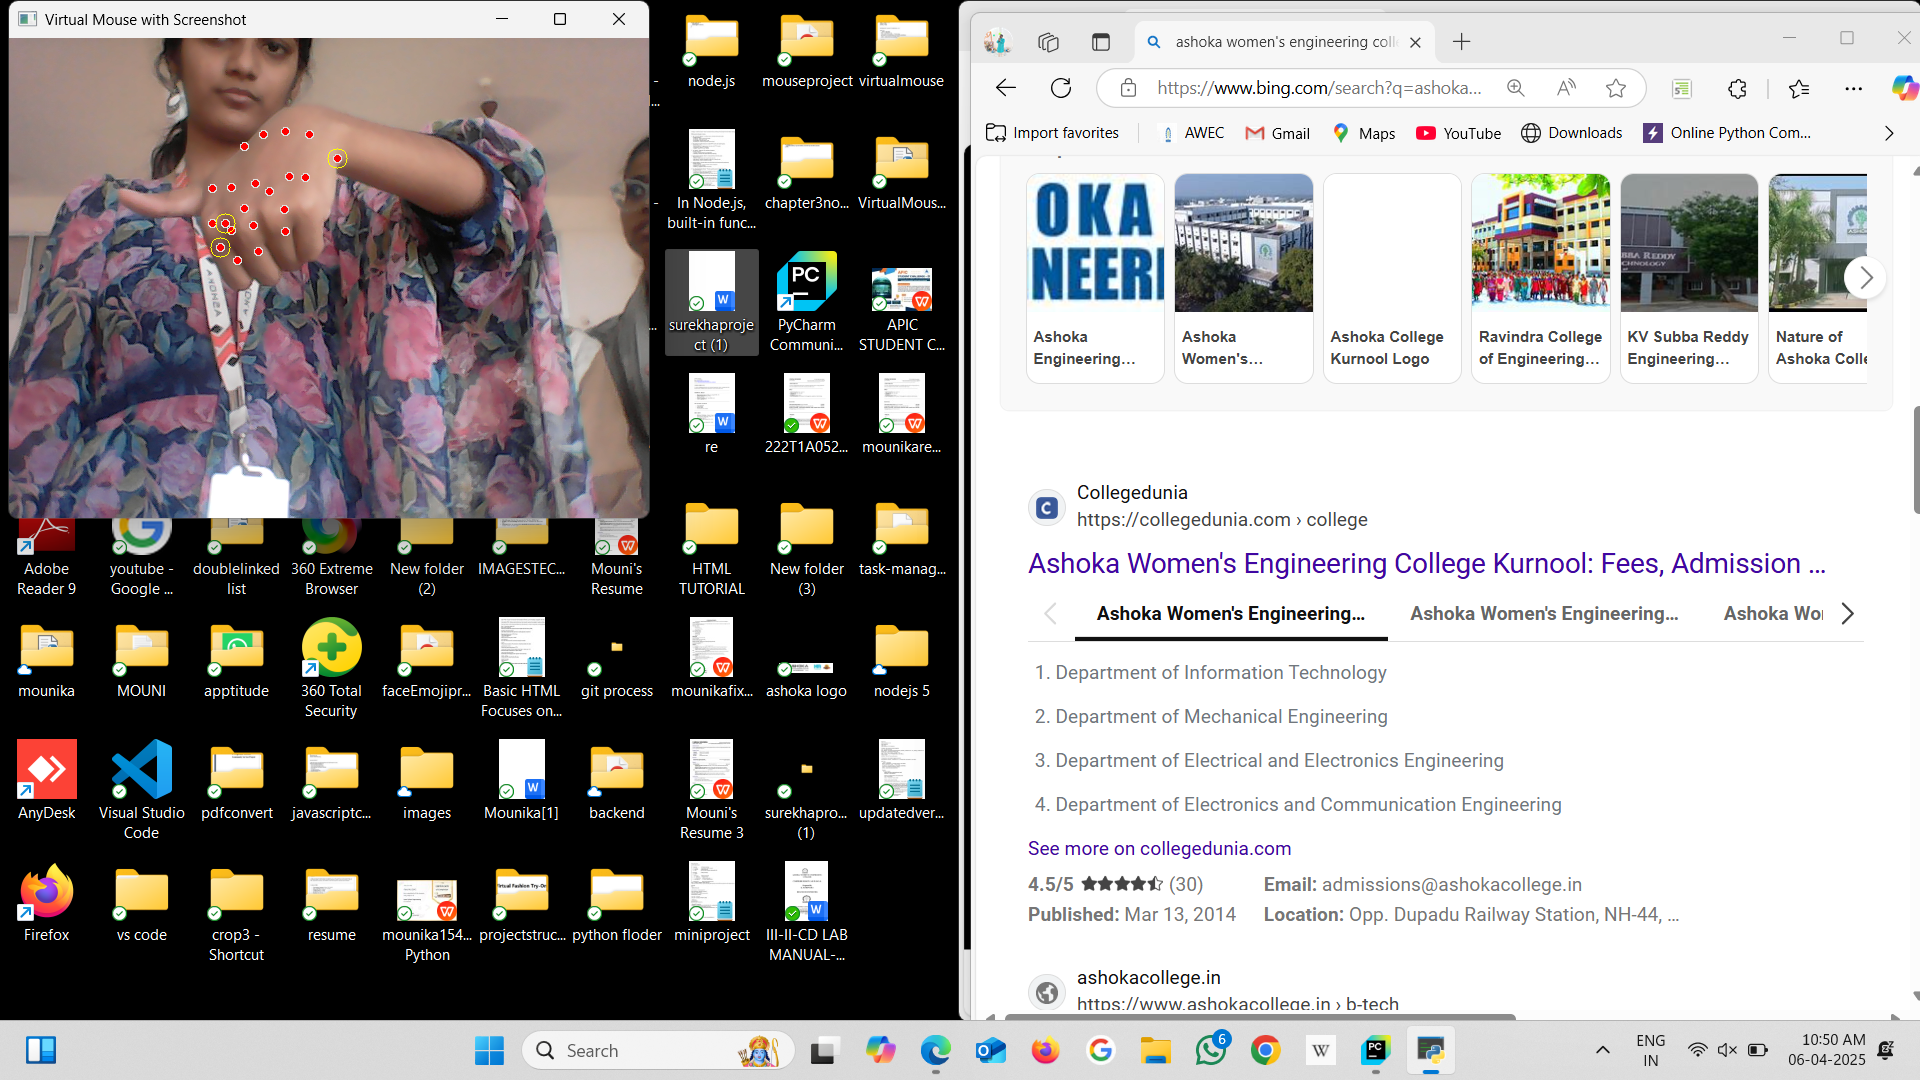 Virtual Mouse with Screenshot
node.js
mouseproject
virtualmouse
In Node.js,
built-in func...
chapter3no...
VirtualMous...
surekhaproje
ct (1)
PyCharm
Communi...
APIC
STUDENT C...
re
222T1A052...
mounikare...
Adobe
Reader 9
youtube -
Google ...
doublelinked
list
360 Extreme
Browser
New folder
(2)
IMAGESTEC...
Mouni's
Resume
HTML
TUTORIAL
New folder
(3)
task-manag...
mounika
MOUNI
apptitude
360 Total
Security
faceEmojipr...
Basic HTML
Focuses on...
git process
mounikafix...
ashoka logo
nodejs 5
AnyDesk
Visual Studio
Code
pdfconvert
javascriptc...
images
Mounika[1]
backend
Mouni's
Resume 3
surekhapro...
(1)
updatedver...
Firefox
vs code
crop3 -
Shortcut
resume
mounika154...
Python
projectstruc...
python floder
miniproject
III-II-CD LAB
MANUAL-...
ashoka women's engineering coll
https://www.bing.com/search?q=ashoka...
Import favorites
AWEC
Gmail
Maps
YouTube
Downloads
Online Python Com...
OKA
NEERI
Ashoka
Engineering...
Ashoka
Women's...
Ashoka College
Kurnool Logo
Ravindra College
of Engineering...
KV Subba Reddy
Engineering...
Nature of
Ashoka Colle
Collegedunia
https://collegedunia.com › college
Ashoka Women's Engineering College Kurnool: Fees, Admission ...
Ashoka Women's Engineering...
Ashoka Women's Engineering...
Ashoka Wo
1. Department of Information Technology
2. Department of Mechanical Engineering
3. Department of Electrical and Electronics Engineering
4. Department of Electronics and Communication Engineering
See more on collegedunia.com
4.5/5 (30)
Email: admissions@ashokacollege.in
Published: Mar 13, 2014
Location: Opp. Dupadu Railway Station, NH-44, ...
ashokacollege.in
https://www.ashokacollege.in › b-tech
Search
6
ENG
IN
10:50 AM
06-04-2025